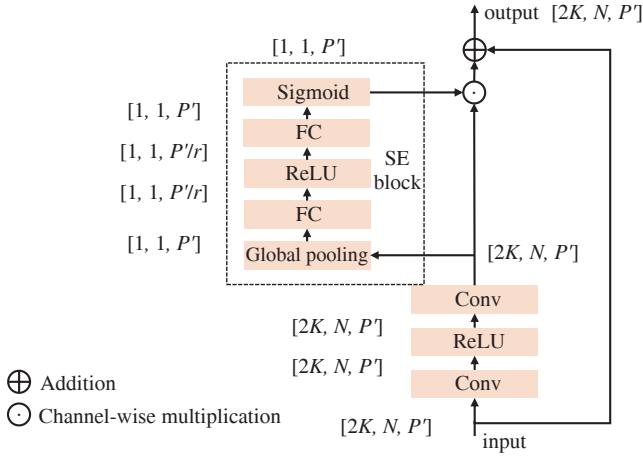 output [2K, N, P']
[1, 1, P']
Sigmoid
[1, 1, P']
FC
[1, 1, P'/r]
ReLU
SE
block
[1, 1, P'/r]
FC
[1, 1, P']
Global pooling
[2K, N, P']
Conv
[2K, N, P']
ReLU
[2K, N, P']
Conv
Addition
Channel-wise multiplication
[2K, N, P']
input